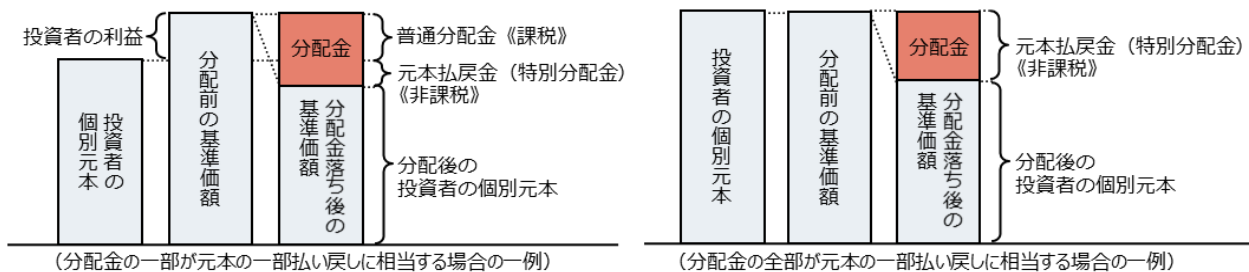 投資者の利益
投資者の
個別元本
分配前の基準価額
分配金
分配金落ち後の
基準価額
普通分配金《課税》
元本払戻金（特別分配金）
《非課税》
分配後の
投資者の個別元本
（分配金の一部が元本の一部払い戻しに相当する場合の一例）
投資者の個別元本
分配前の基準価額
分配金
分配金落ち後の
基準価額
元本払戻金（特別分配金）
《非課税》
分配後の
投資者の個別元本
（分配金の全部が元本の一部払い戻しに相当する場合の一例）